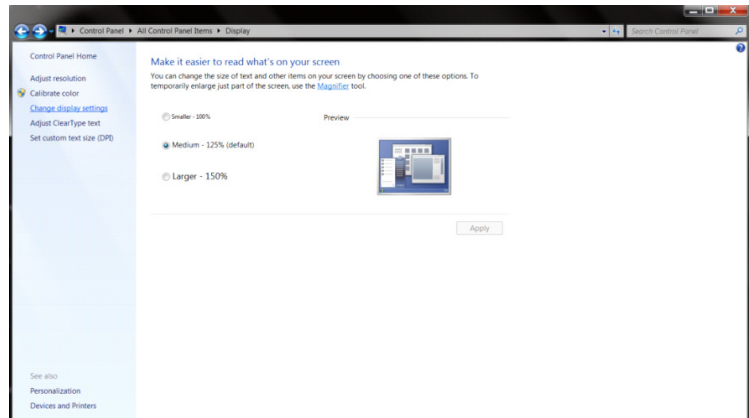 Control Panel ▸ All Control Panel Items ▸ Display
Search Control Panel
Control Panel Home
Adjust resolution
Calibrate color
Change display settings
Adjust ClearType text
Set custom text size (DPI)
See also
Personalization
Devices and Printers
Make it easier to read what's on your screen
You can change the size of text and other items on your screen by choosing one of these options. To
temporarily enlarge just part of the screen, use the Magnifier tool.
Smaller - 100%
Preview
Medium - 125% (default)
Larger - 150%
Apply